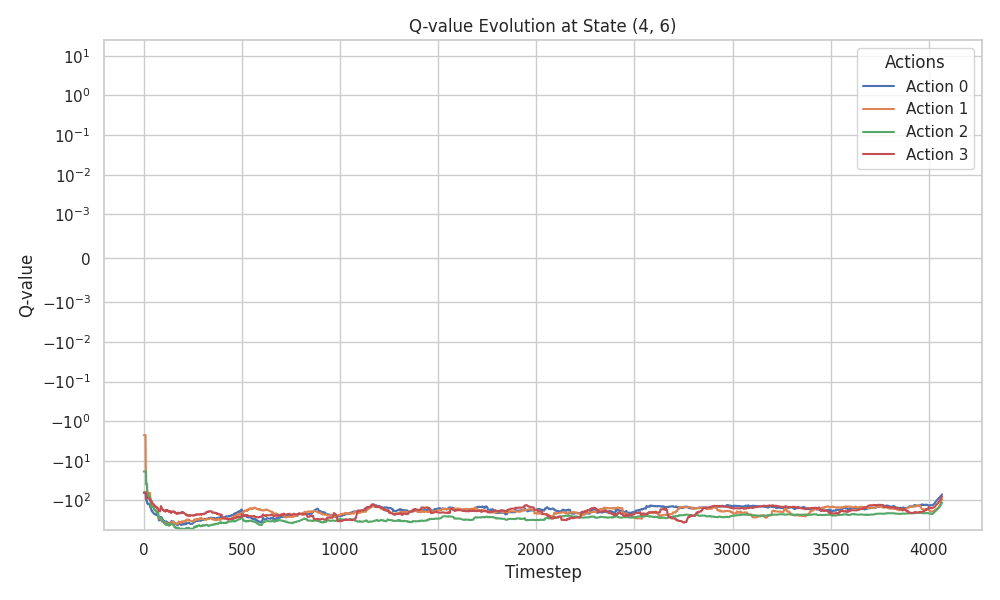 Q-value Evolution at State (4, 6)
Q-value
10¹
10⁰
10⁻¹
10⁻²
10⁻³
0
−10⁻³
−10⁻²
−10⁻¹
−10⁰
−10¹
−10²
Actions
Action 0
Action 1
Action 2
Action 3
0 500 1000 1500 2000 2500 3000 3500 4000
Timestep